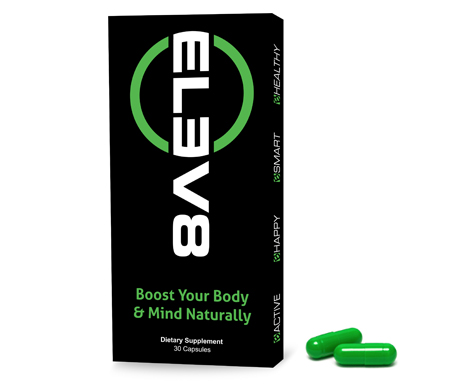 ELEV8
Boost Your Body
& Mind Naturally
Dietary Supplement
30 Capsules
HEALTHY
SMART
HAPPY
ACTIVE